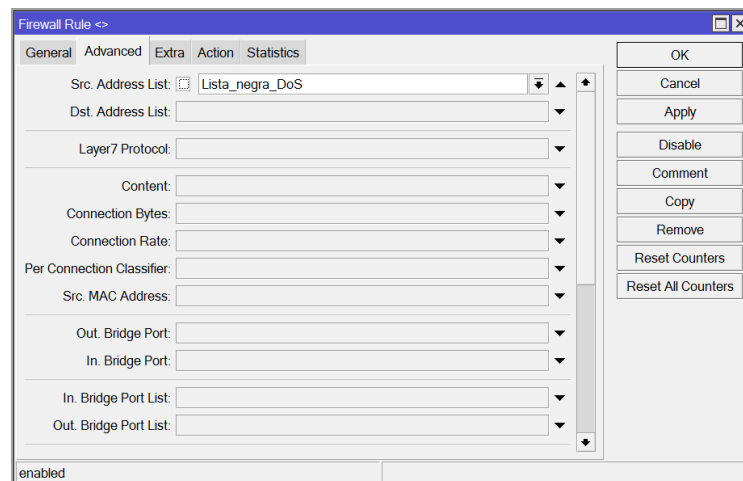 Firewall Rule <>
General Advanced Extra Action Statistics
Src. Address List: Lista_negra_DoS
Dst. Address List:
Layer7 Protocol:
Content:
Connection Bytes:
Connection Rate:
Per Connection Classifier:
Src. MAC Address:
Out. Bridge Port:
In. Bridge Port:
In. Bridge Port List:
Out. Bridge Port List:
OK
Cancel
Apply
Disable
Comment
Copy
Remove
Reset Counters
Reset All Counters
enabled